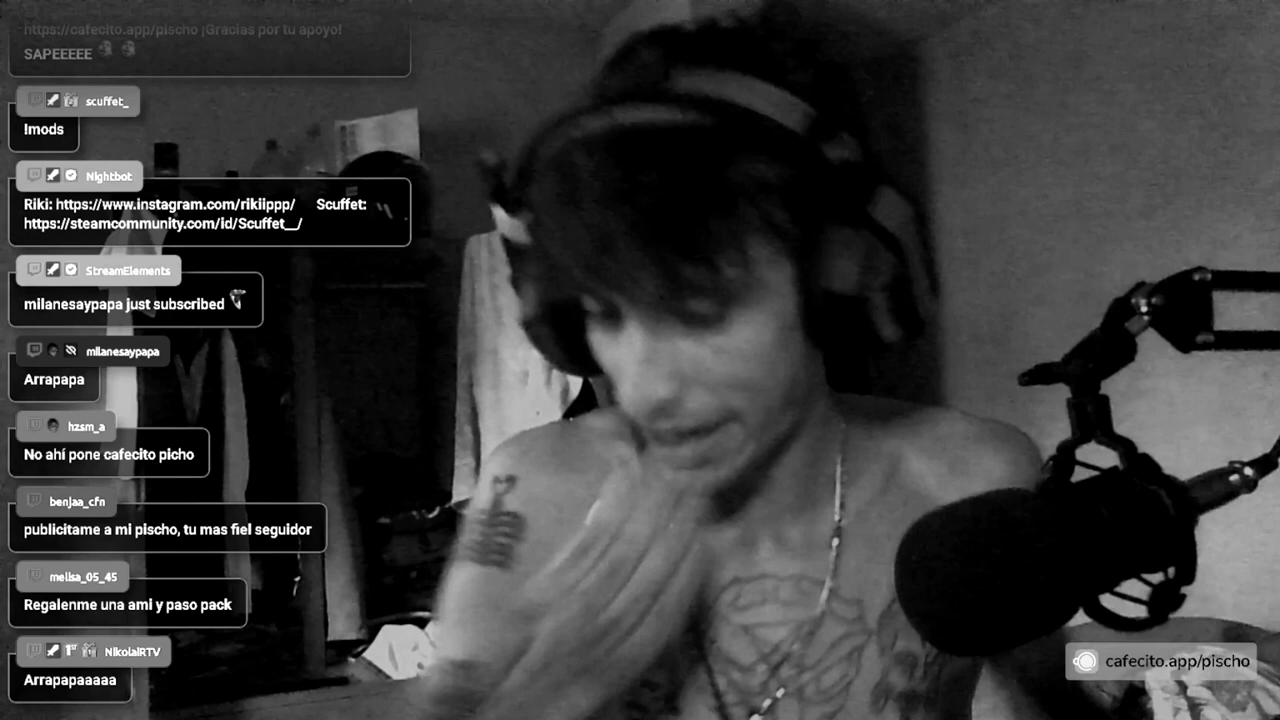 https://cafecito.app/pischo ¡Gracias por tu apoyo!
SAPEEEEE
scuffet_
!mods
Nightbot
Riki: https://www.instagram.com/rikiippp/ Scuffet:
https://steamcommunity.com/id/Scuffet__/
StreamElements
milanesaypapa just subscribed
milanesaypapa
Arrapapa
hzsm_a
No ahí pone cafecito picho
benjaa_cfn
publicitame a mi pischo, tu mas fiel seguidor
melisa_05_45
Regalenme una ami y paso pack
1st NikolaiRTV
Arrapapaaaaa
cafecito.app/pischo